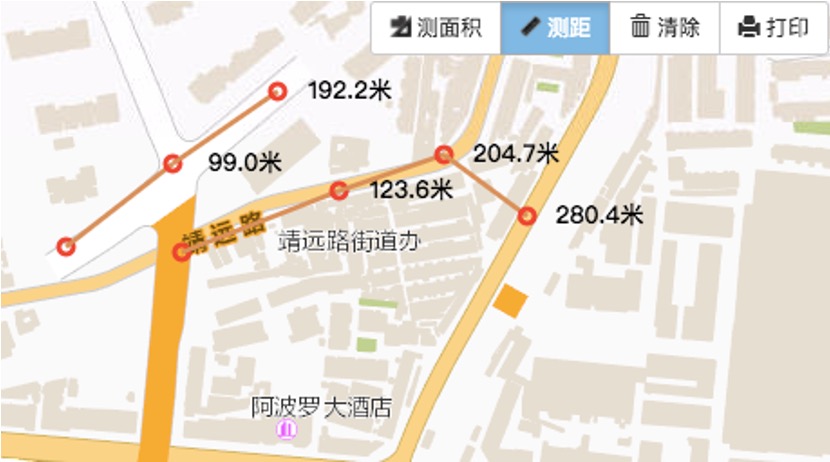 测面积
测距
清除
打印
192.2米
99.0米
204.7米
123.6米
280.4米
靖远路
靖远路街道办
阿波罗大酒店